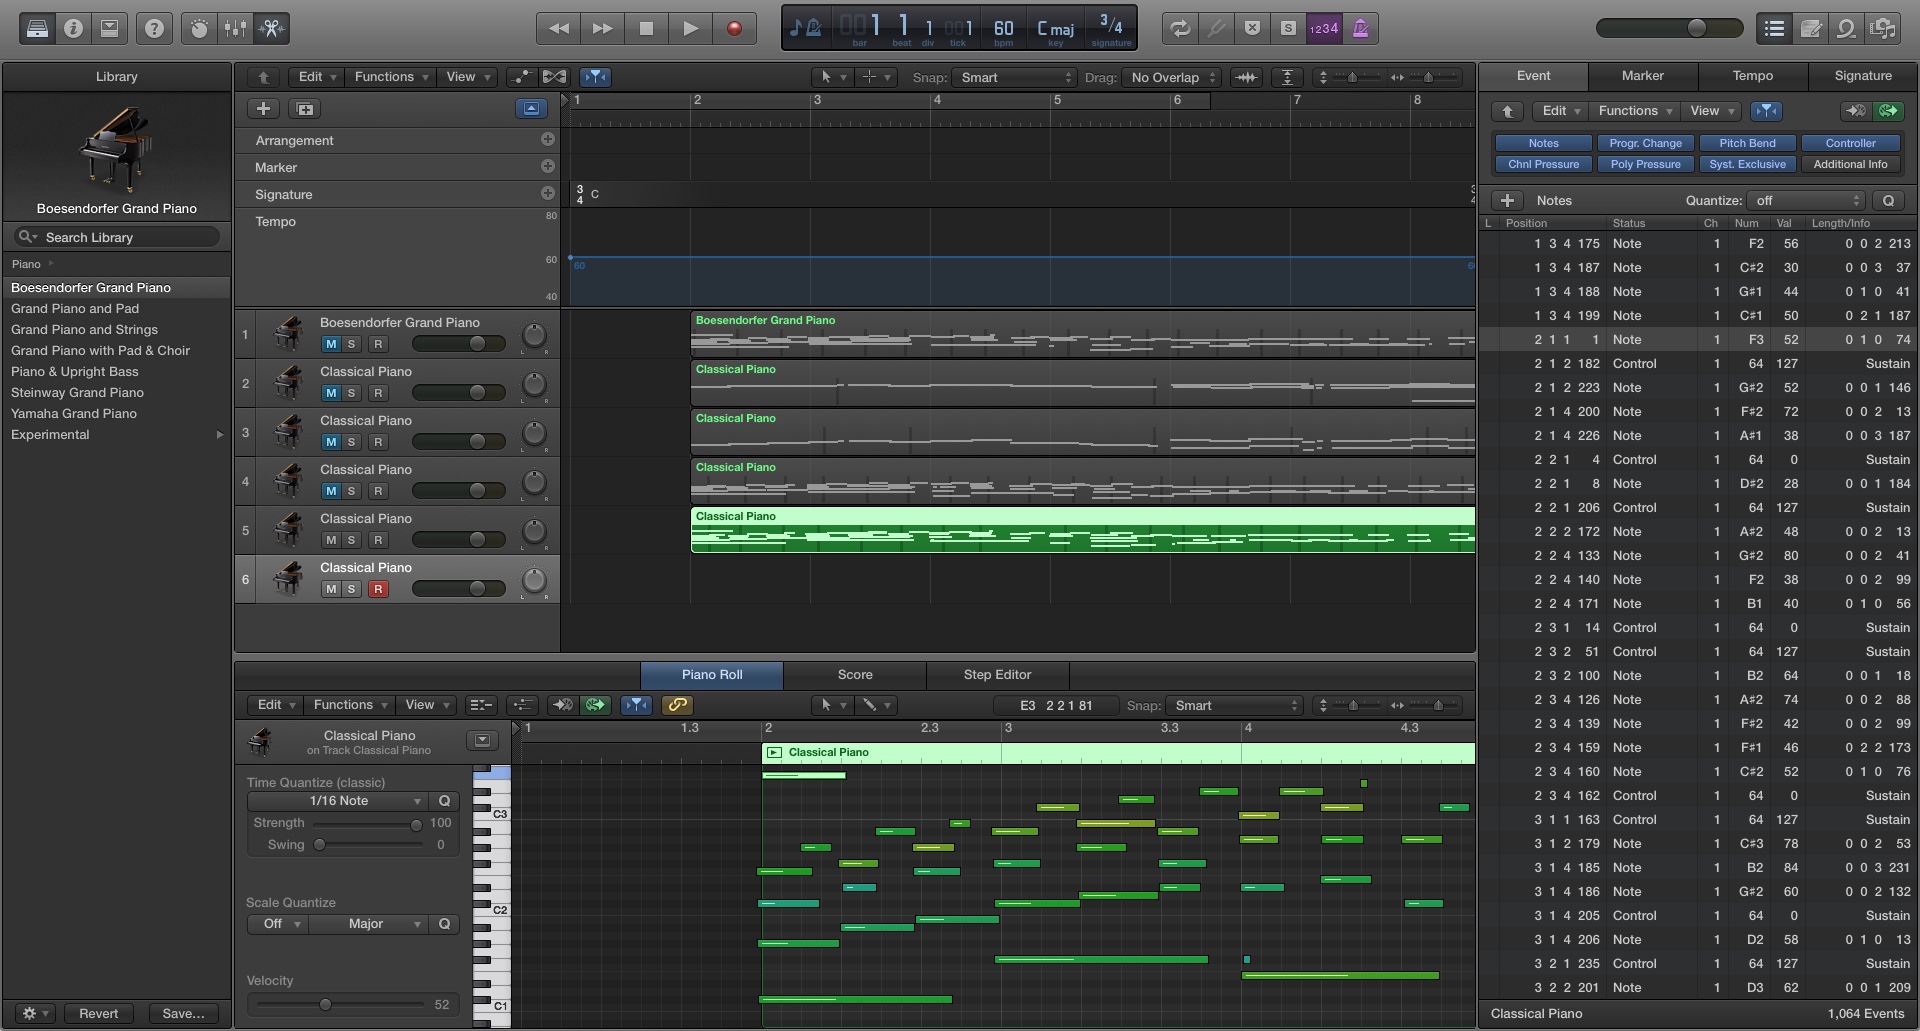 001 1 1 001 60 C maj 3/4
bar beat div tick bpm key signature
1234
Library
Boesendorfer Grand Piano
Search Library
Piano
Boesendorfer Grand Piano
Grand Piano and Pad
Grand Piano and Strings
Grand Piano with Pad & Choir
Piano & Upright Bass
Steinway Grand Piano
Yamaha Grand Piano
Experimental
Revert Save...
Edit Functions View Snap: Smart Drag: No Overlap
1 2 3 4 5 6 7 8
Arrangement
Marker
Signature 3/4 C
Tempo 80
60 60
40
1 Boesendorfer Grand Piano
M S R L R
2 Classical Piano
M S R L R
3 Classical Piano
M S R L R
4 Classical Piano
M S R L R
5 Classical Piano
M S R L R
6 Classical Piano
M S R L R
Boesendorfer Grand Piano
Classical Piano
Classical Piano
Classical Piano
Classical Piano
Piano Roll Score Step Editor
Edit Functions View E3 2 2 1 81 Snap: Smart
1 1.3 2 2.3 3 3.3 4 4.3
Classical Piano
on Track Classical Piano
Classical Piano
Time Quantize (classic)
1/16 Note Q
Strength 100
Swing 0
Scale Quantize
Off Major Q
Velocity
52
C3
C2
C1
Event Marker Tempo Signature
Edit Functions View
Notes Progr. Change Pitch Bend Controller
Chnl Pressure Poly Pressure Syst. Exclusive Additional Info
Notes Quantize: off Q
L Position Status Ch Num Val Length/Info
1 3 4 175 Note 1 F2 56 0 0 2 213
1 3 4 187 Note 1 C♯2 30 0 0 3 37
1 3 4 188 Note 1 G♯1 44 0 1 0 41
1 3 4 199 Note 1 C♯1 50 0 2 1 187
2 1 1 1 Note 1 F3 52 0 1 0 74
2 1 2 182 Control 1 64 127 Sustain
2 1 2 223 Note 1 G♯2 52 0 0 1 146
2 1 4 200 Note 1 F♯2 72 0 0 2 13
2 1 4 226 Note 1 A♯1 38 0 0 3 187
2 2 1 4 Control 1 64 0 Sustain
2 2 1 8 Note 1 D♯2 28 0 0 1 184
2 2 1 206 Control 1 64 127 Sustain
2 2 2 172 Note 1 A♯2 48 0 0 2 13
2 2 4 133 Note 1 G♯2 80 0 0 2 41
2 2 4 140 Note 1 F2 38 0 0 2 99
2 2 4 171 Note 1 B1 40 0 1 0 56
2 3 1 14 Control 1 64 0 Sustain
2 3 2 51 Control 1 64 127 Sustain
2 3 2 100 Note 1 B2 64 0 0 1 18
2 3 4 126 Note 1 A♯2 74 0 0 2 88
2 3 4 139 Note 1 F♯2 42 0 0 2 99
2 3 4 159 Note 1 F♯1 46 0 2 2 173
2 3 4 160 Note 1 C♯2 52 0 1 0 76
2 3 4 162 Control 1 64 0 Sustain
3 1 1 163 Control 1 64 127 Sustain
3 1 2 179 Note 1 C♯3 78 0 0 2 53
3 1 4 185 Note 1 B2 84 0 0 3 231
3 1 4 186 Note 1 G♯2 60 0 0 2 132
3 1 4 205 Control 1 64 0 Sustain
3 1 4 206 Note 1 D2 58 0 1 0 13
3 2 1 235 Control 1 64 127 Sustain
3 2 2 201 Note 1 D3 62 0 0 1 209
Classical Piano 1,064 Events